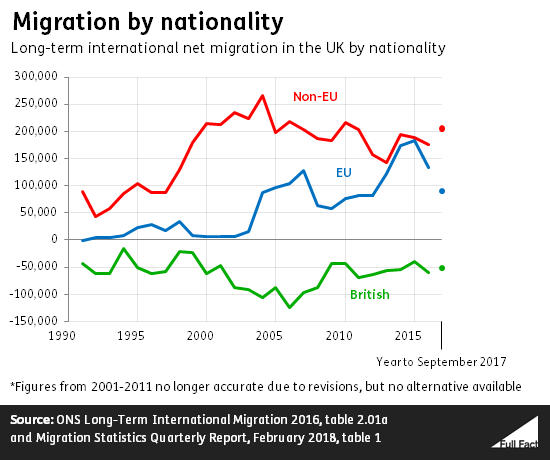 Migration by nationality
Long-term international net migration in the UK by nationality
300,000
250,000
200,000
150,000
100,000
50,000
0
-50,000
-100,000
-150,000
Non-EU
EU
British
1990
1995
2000
2005
2010
2015
Year to September 2017
*Figures from 2001-2011 no longer accurate due to revisions, but no alternative available
Source: ONS Long-Term International Migration 2016, table 2.01a
and Migration Statistics Quarterly Report, February 2018, table 1
Full Fact